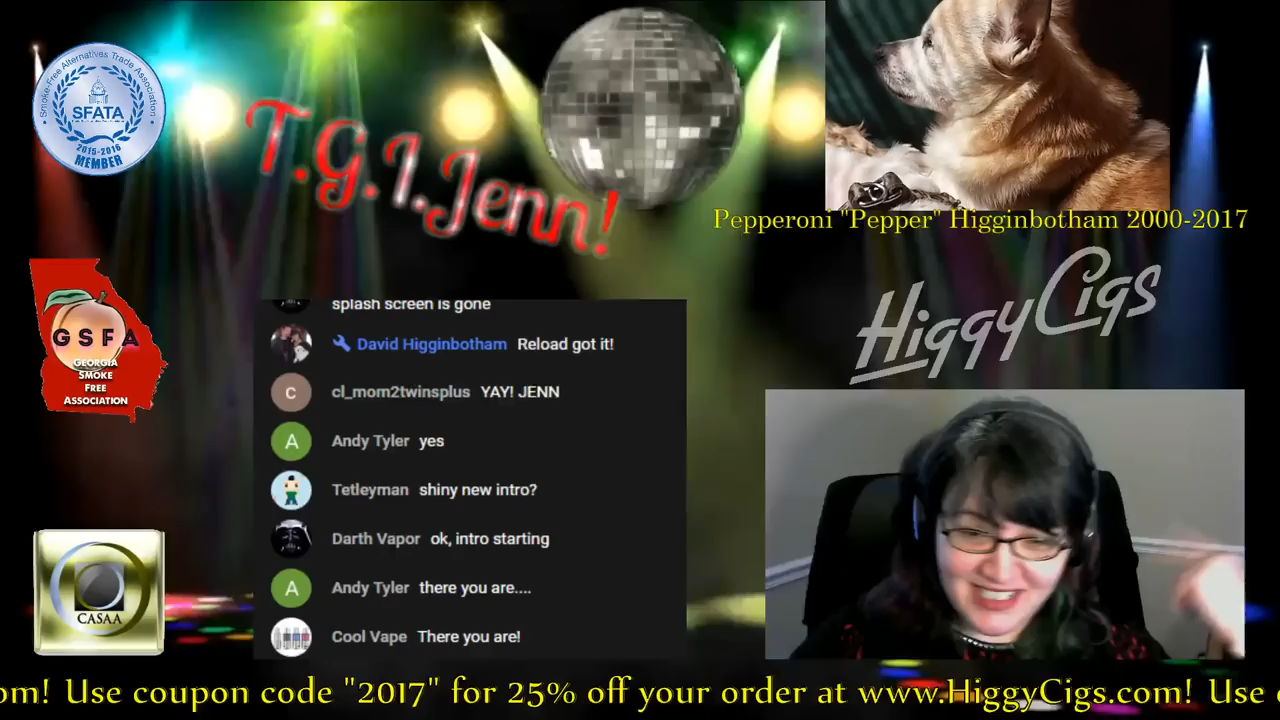 Smoke-Free Alternatives Trade Association
SFATA
2015-2016
MEMBER
T.G.I.Jenn!
Pepperoni "Pepper" Higginbotham 2000-2017
HiggyCigs
GSFA
GEORGIA
SMOKE
FREE
ASSOCIATION
splash screen is gone
David Higginbotham Reload got it!
C cl_mom2twinsplus YAY! JENN
A Andy Tyler yes
Tetleyman shiny new intro?
Darth Vapor ok, intro starting
A Andy Tyler there you are....
Cool Vape There you are!
CASAA
om! Use coupon code "2017" for 25% off your order at www.HiggyCigs.com! Use